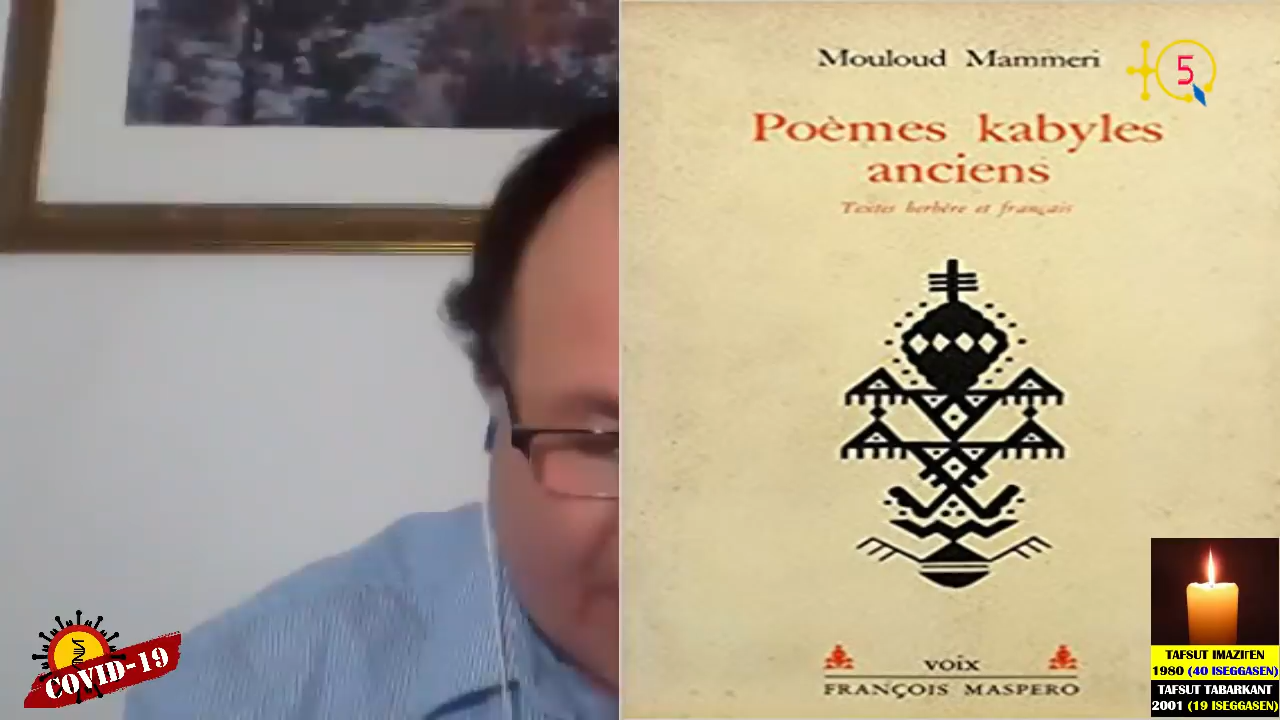 Mouloud Mammeri
5
Poèmes kabyles
anciens
Textes berbère et français
voix
FRANÇOIS MASPERO
COVID-19
TAFSUT IMAZIΓEN
1980 (40 ISEGGASEN)
TAFSUT TABARKANT
2001 (19 ISEGGASEN)